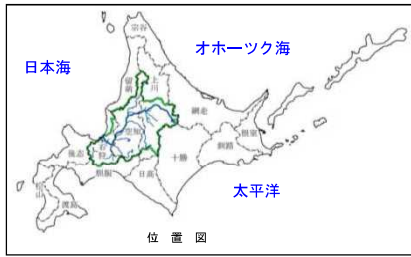 宗谷
オホーツク海
日本海
留萌
上川
網走
空知
根室
石狩
釧路
後志
十勝
胆振
日高
檜山
渡島
太平洋
位 置 図